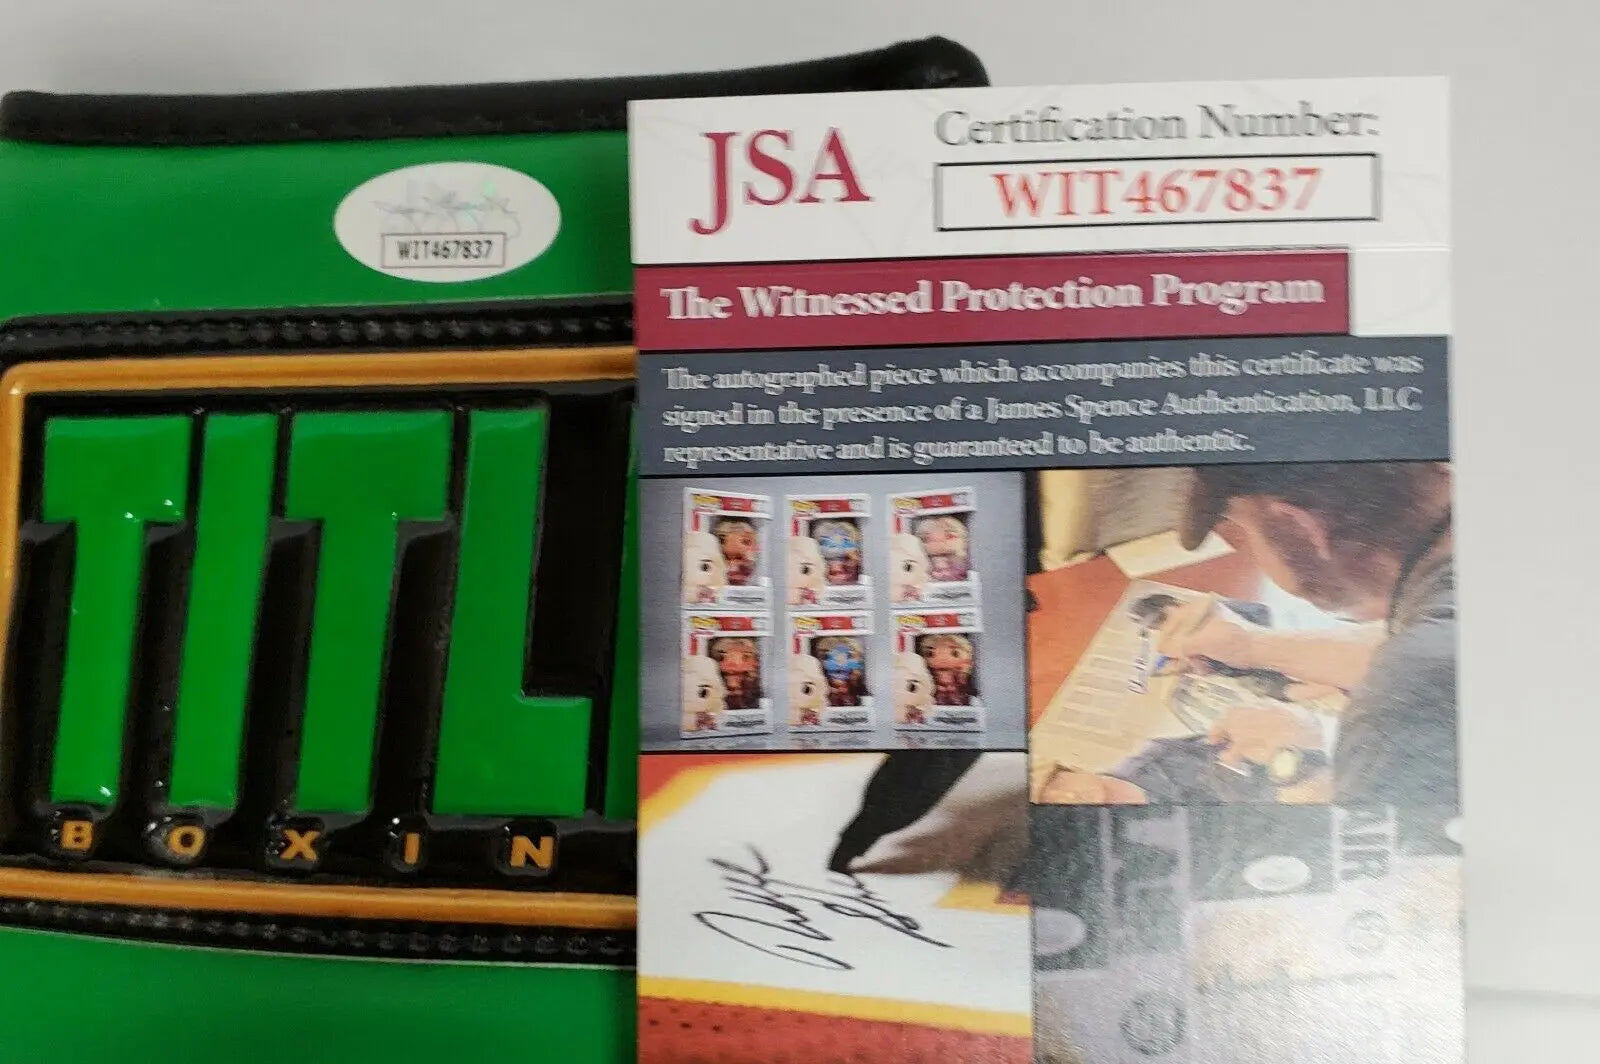 JSA
Certification Number:
WIT467837
The Witnessed Protection Program
The autographed piece which accompanies this certificate was
signed in the presence of a James Spence Authentication, LLC
representative and is guaranteed to be authentic.
WIT467837
TITL
BOXIN